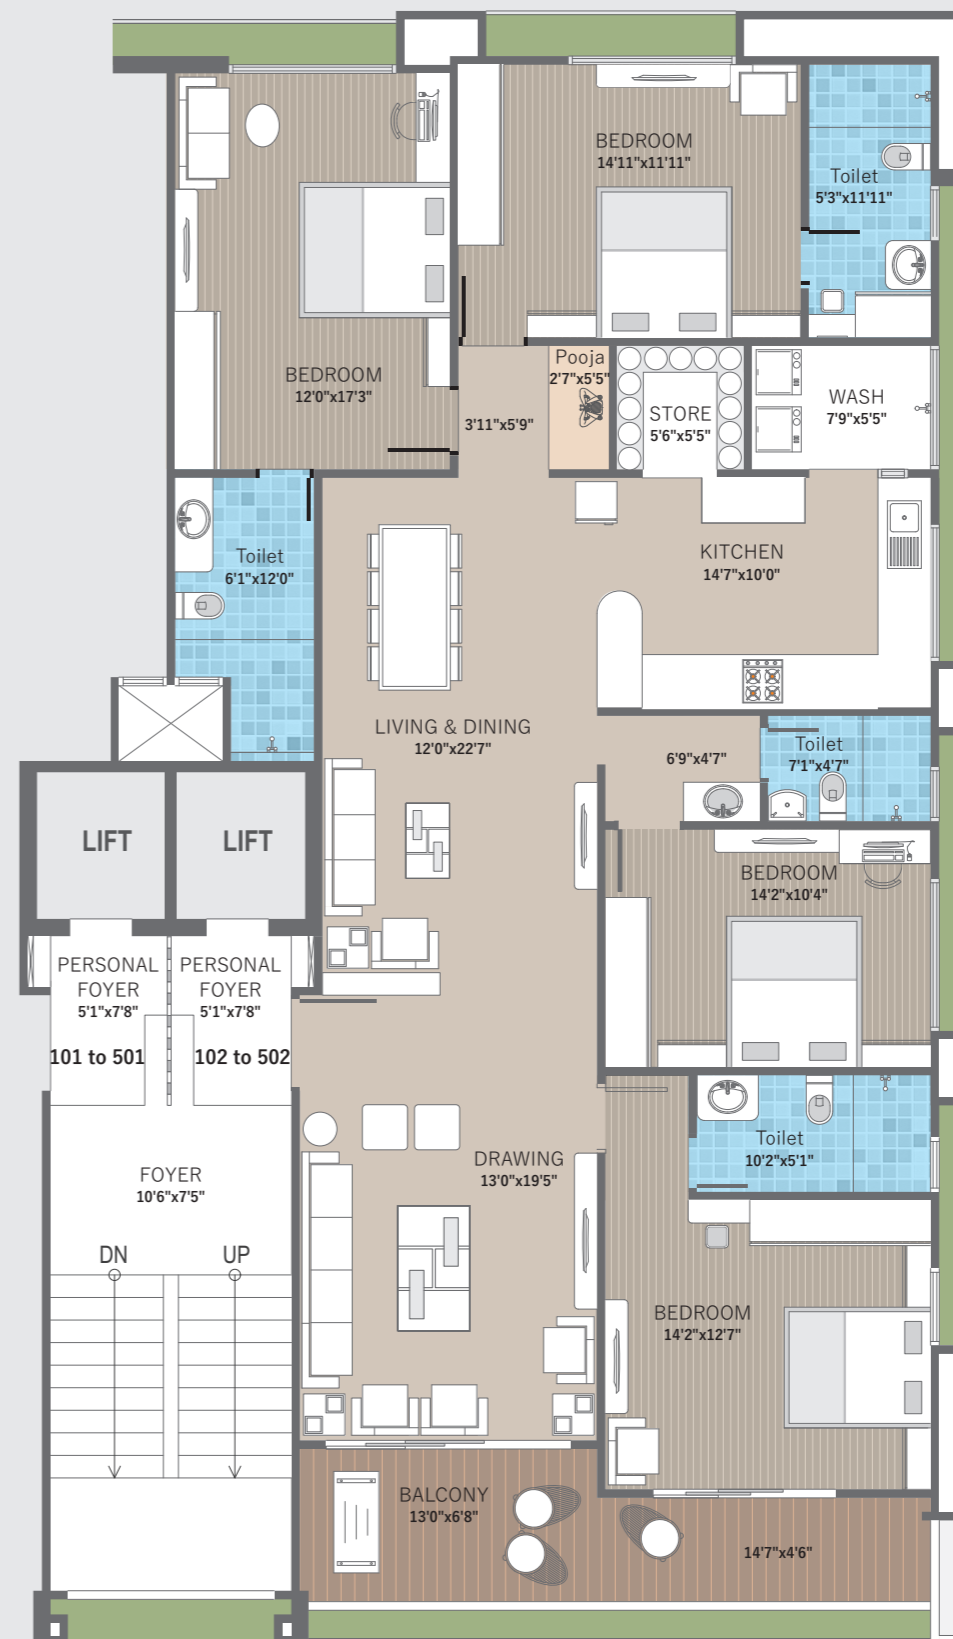 BEDROOM
14'11"x11'11"
Toilet
5'3"x11'11"
BEDROOM
12'0"x17'3"
Pooja
2'7"x5'5"
3'11"x5'9"
STORE
5'6"x5'5"
WASH
7'9"x5'5"
Toilet
6'1"x12'0"
KITCHEN
14'7"x10'0"
LIVING & DINING
12'0"x22'7"
6'9"x4'7"
Toilet
7'1"x4'7"
LIFT
LIFT
BEDROOM
14'2"x10'4"
PERSONAL
FOYER
5'1"x7'8"
101 to 501
PERSONAL
FOYER
5'1"x7'8"
102 to 502
Toilet
10'2"x5'1"
DRAWING
13'0"x19'5"
FOYER
10'6"x7'5"
DN
UP
BEDROOM
14'2"x12'7"
BALCONY
13'0"x6'8"
14'7"x4'6"